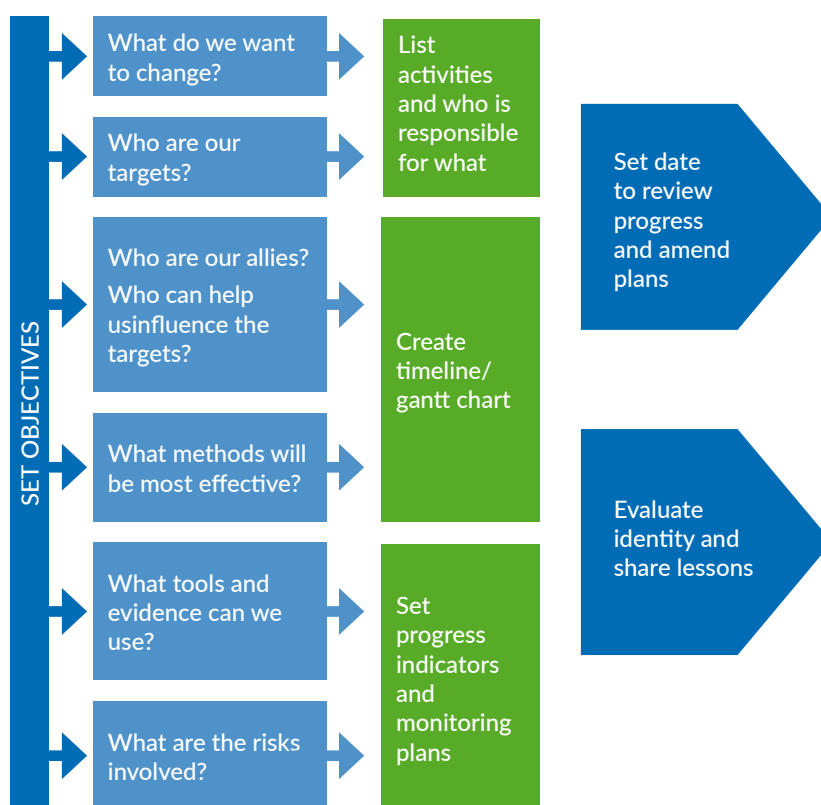 SET OBJECTIVES
What do we want
to change?
Who are our
targets?
Who are our allies?
Who can help
usinfluence the
targets?
What methods will
be most effective?
What tools and
evidence can we
use?
What are the risks
involved?
List
activities
and who is
responsible
for what
Create
timeline/
gantt chart
Set
progress
indicators
and
monitoring
plans
Set date
to review
progress
and amend
plans
Evaluate
identity and
share lessons